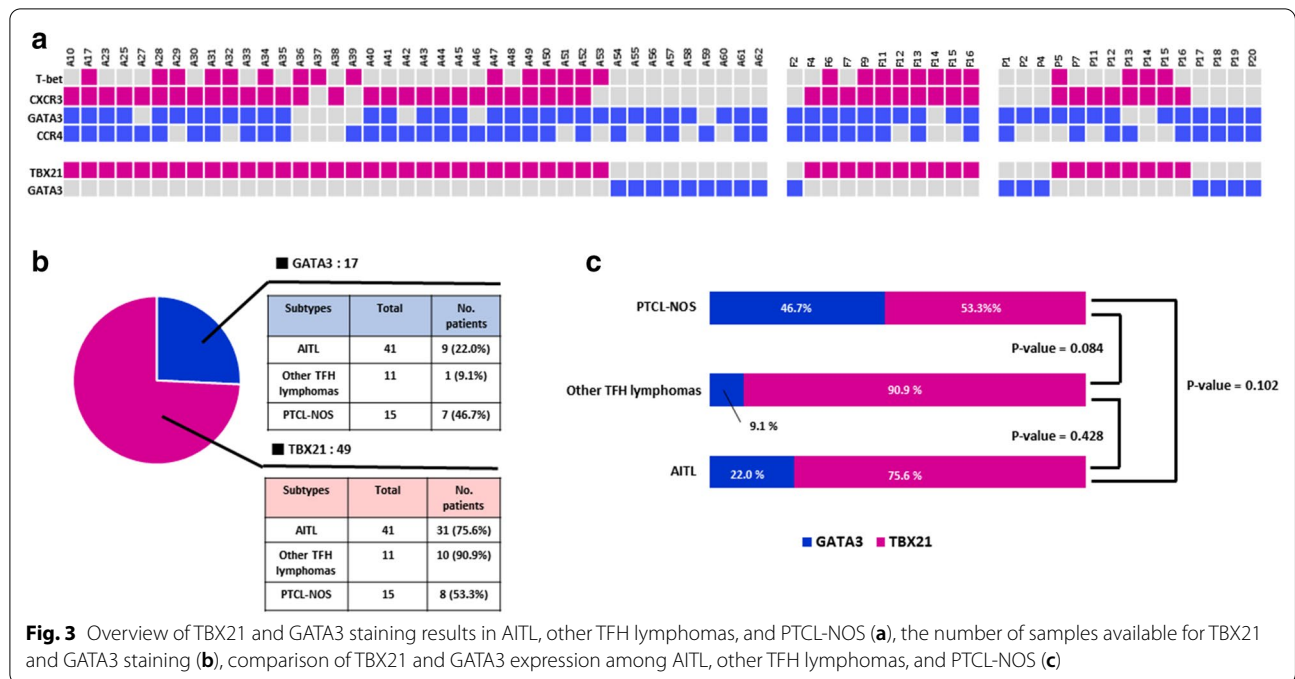 a
A10 A17 A23 A25 A27 A28 A29 A30 A31 A32 A33 A34 A35 A36 A37 A38 A39 A40 A41 A42 A43 A44 A45 A46 A47 A48 A49 A50 A51 A52 A53 A54 A55 A56 A57 A58 A59 A60 A61 A62 F2 F4 F6 F7 F9 F11 F12 F13 F14 F15 F16 P1 P2 P4 P5 P7 P11 P12 P13 P14 P15 P16 P17 P18 P19 P20
T-bet
CXCR3
GATA3
CCR4
TBX21
GATA3
b
GATA3 : 17
Subtypes Total No. patients
AITL 41 9 (22.0%)
Other TFH lymphomas 11 1 (9.1%)
PTCL-NOS 15 7 (46.7%)
TBX21 : 49
Subtypes Total No. patients
AITL 41 31 (75.6%)
Other TFH lymphomas 11 10 (90.9%)
PTCL-NOS 15 8 (53.3%)
c
PTCL-NOS 46.7% 53.3%%
P-value = 0.084
Other TFH lymphomas 90.9 %
9.1 %
P-value = 0.102
P-value = 0.428
AITL 22.0 % 75.6 %
GATA3 TBX21
Fig. 3 Overview of TBX21 and GATA3 staining results in AITL, other TFH lymphomas, and PTCL-NOS (a), the number of samples available for TBX21
and GATA3 staining (b), comparison of TBX21 and GATA3 expression among AITL, other TFH lymphomas, and PTCL-NOS (c)